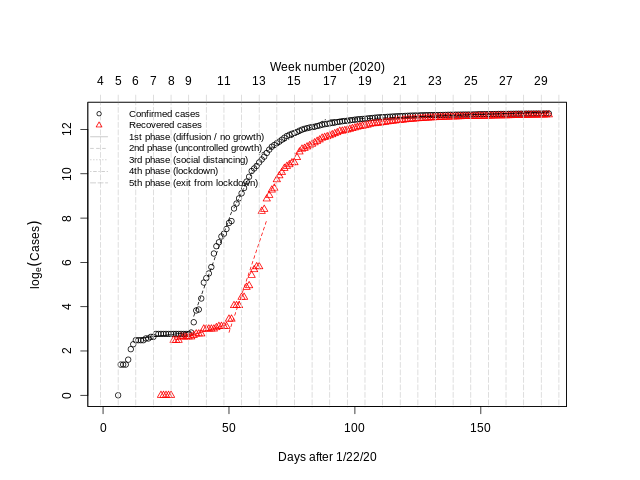 Week number (2020)
4 5 6 7 8 9 11 13 15 17 19 21 23 25 27 29
Confirmed cases
Recovered cases
1st phase (diffusion / no growth)
2nd phase (uncontrolled growth)
3rd phase (social distancing)
4th phase (lockdown)
5th phase (exit from lockdown)
logₑ(Cases)
12
10
8
6
4
2
0
0 50 100 150
Days after 1/22/20